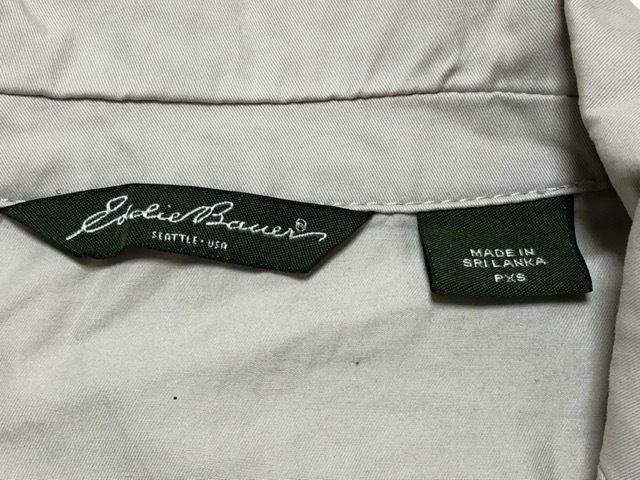 Eddie Bauer®
SEATTLE · USA
MADE IN
SRI LANKA
PXS